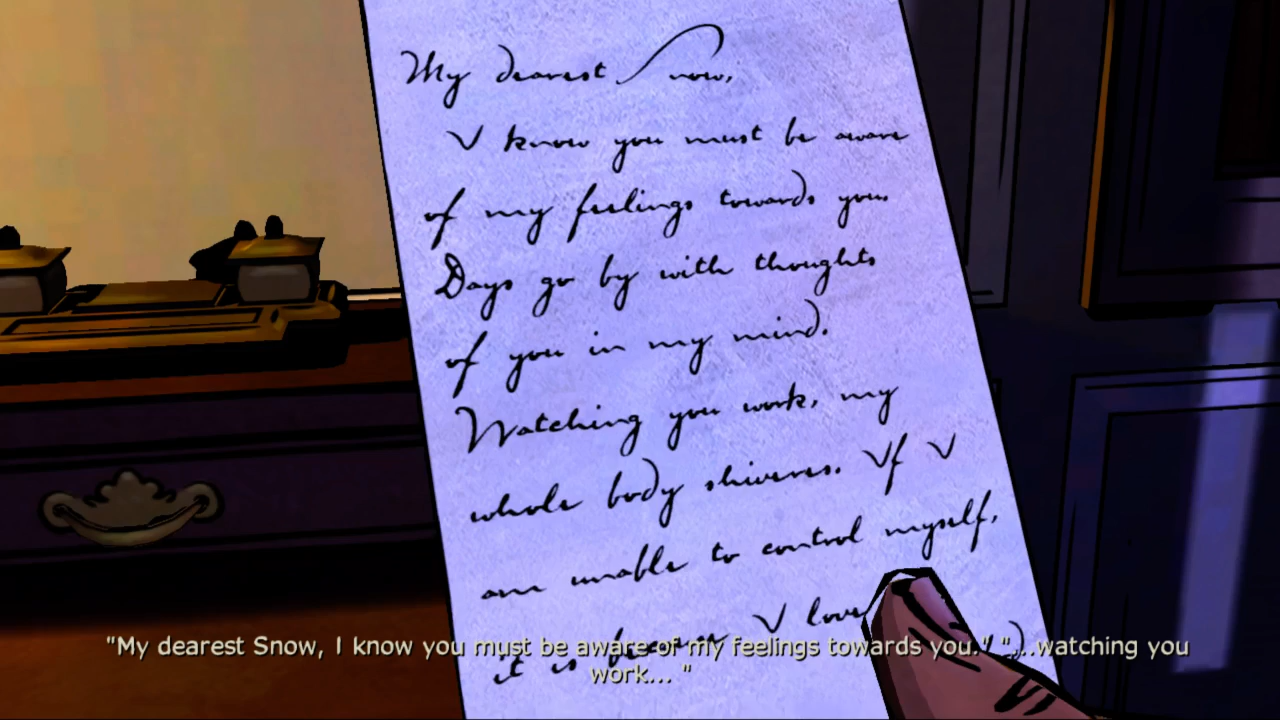 My dearest Snow,
I know you must be aware
of my feelings towards you.
Days go by with thoughts
of you in my mind.
Watching you work, my
whole body shivers. If I
am unable to control myself,
it is I love
"My dearest Snow, I know you must be aware of my feelings towards you." "...watching you
work... "